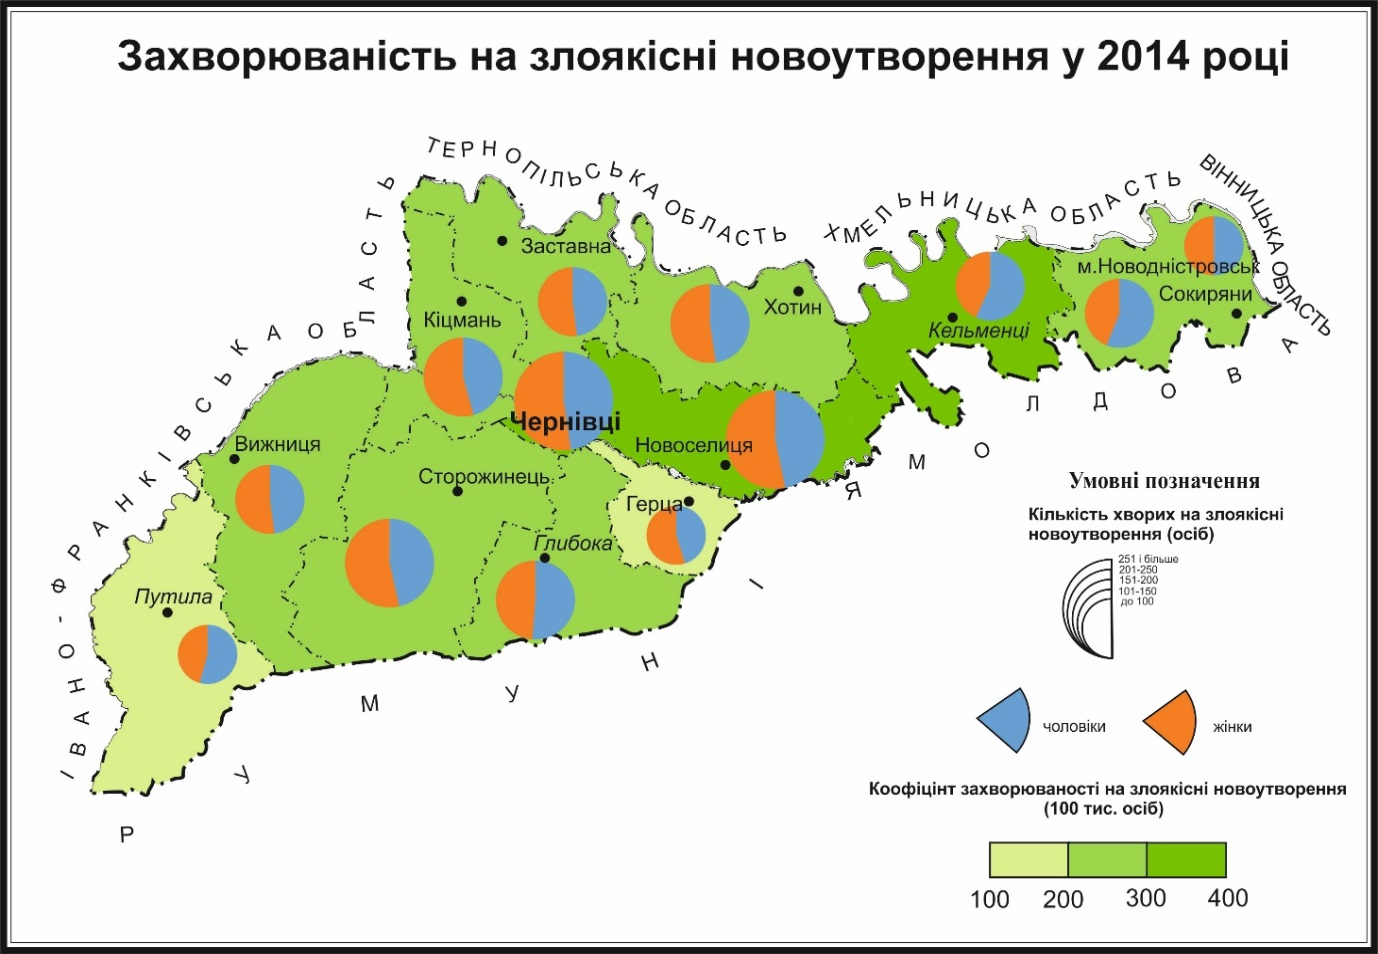 Захворюваність на злоякісні новоутворення у 2014 році
ТЕРНОПІЛЬСЬКА ОБЛАСТЬ
ХМЕЛЬНИЦЬКА ОБЛАСТЬ
ВІННИЦЬКА ОБЛАСТЬ
ІВАНО-ФРАНКІВСЬКА ОБЛАСТЬ
МОЛДОВА
РУМУНІЯ
Заставна
Хотин
м.Новодністровськ
Сокиряни
Кельменці
Кіцмань
Чернівці
Вижниця
Новоселиця
Сторожинець
Герца
Глибока
Путила
Умовні позначення
Кількість хворих на злоякісні
новоутворення (осіб)
251 і більше
201-250
151-200
101-150
до 100
чоловіки
жінки
Коофіцінт захворюваності на злоякісні новоутворення
(100 тис. осіб)
100 200 300 400